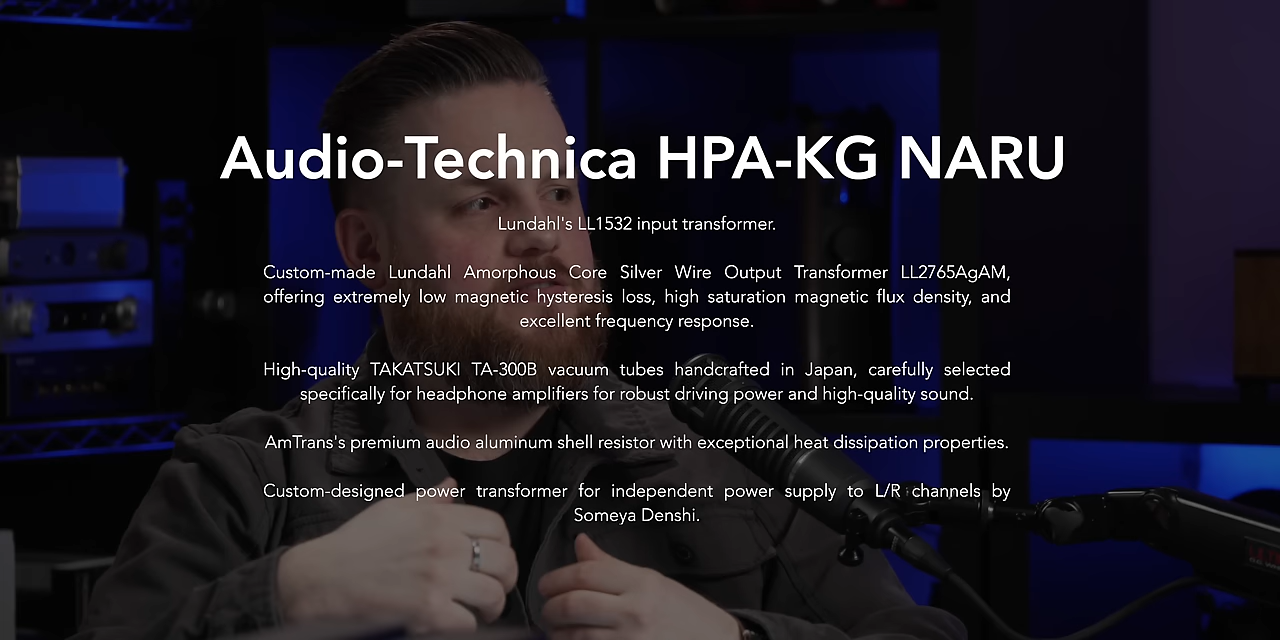 Audio-Technica HPA-KG NARU
Lundahl's LL1532 input transformer.
Custom-made Lundahl Amorphous Core Silver Wire Output Transformer LL2765AgAM,
offering extremely low magnetic hysteresis loss, high saturation magnetic flux density, and
excellent frequency response.
High-quality TAKATSUKI TA-300B vacuum tubes handcrafted in Japan, carefully selected
specifically for headphone amplifiers for robust driving power and high-quality sound.
AmTrans's premium audio aluminum shell resistor with exceptional heat dissipation properties.
Custom-designed power transformer for independent power supply to L/R channels by
Someya Denshi.